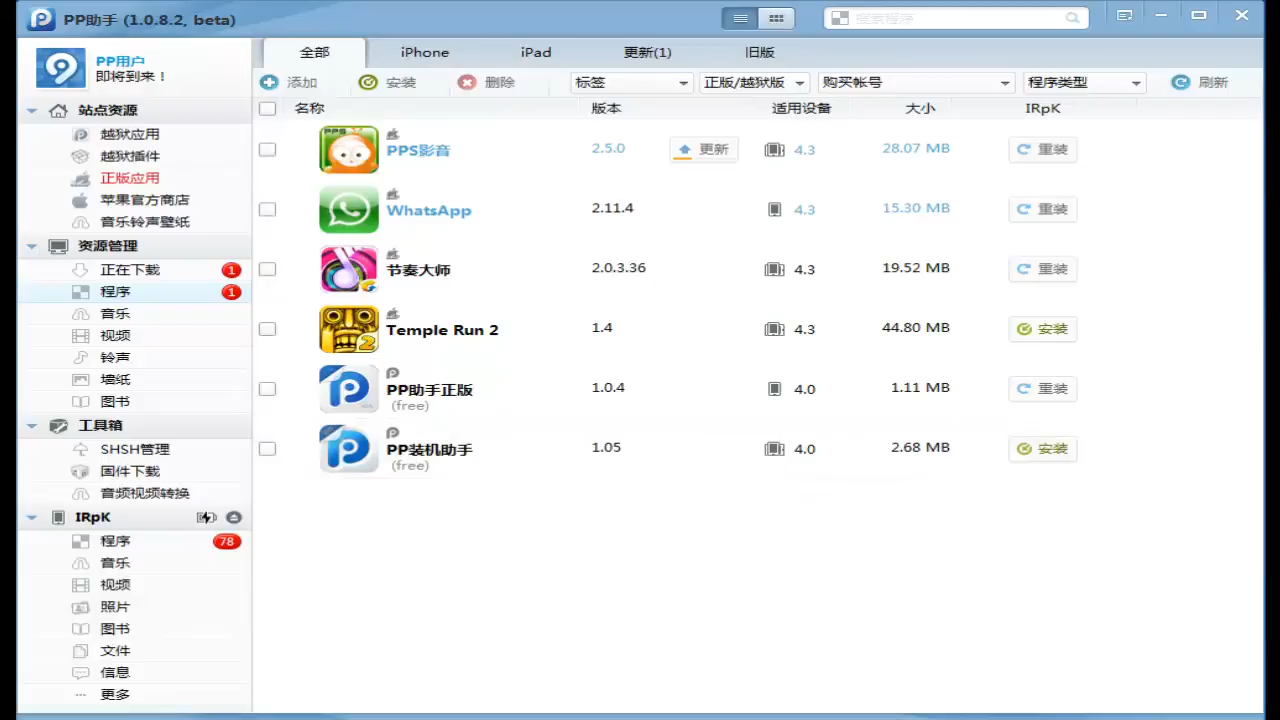 PP助手 (1.0.8.2, beta)
搜索程序
PP用户
即将到来！
站点资源
越狱应用
越狱插件
正版应用
苹果官方商店
音乐铃声壁纸
资源管理
正在下载 1
程序 1
音乐
视频
铃声
墙纸
图书
工具箱
SHSH管理
固件下载
音频视频转换
IRpK
程序 78
音乐
视频
照片
图书
文件
信息
更多
全部 iPhone iPad 更新(1) 旧版
添加 安装 删除 标签 正版/越狱版 购买帐号 程序类型 刷新
名称 版本 适用设备 大小 IRpK
PPS影音 2.5.0 更新 4.3 28.07 MB 重装
WhatsApp 2.11.4 4.3 15.30 MB 重装
节奏大师 2.0.3.36 4.3 19.52 MB 重装
Temple Run 2 1.4 4.3 44.80 MB 安装
PP助手正版 1.0.4 4.0 1.11 MB 重装
(free)
PP装机助手 1.05 4.0 2.68 MB 安装
(free)